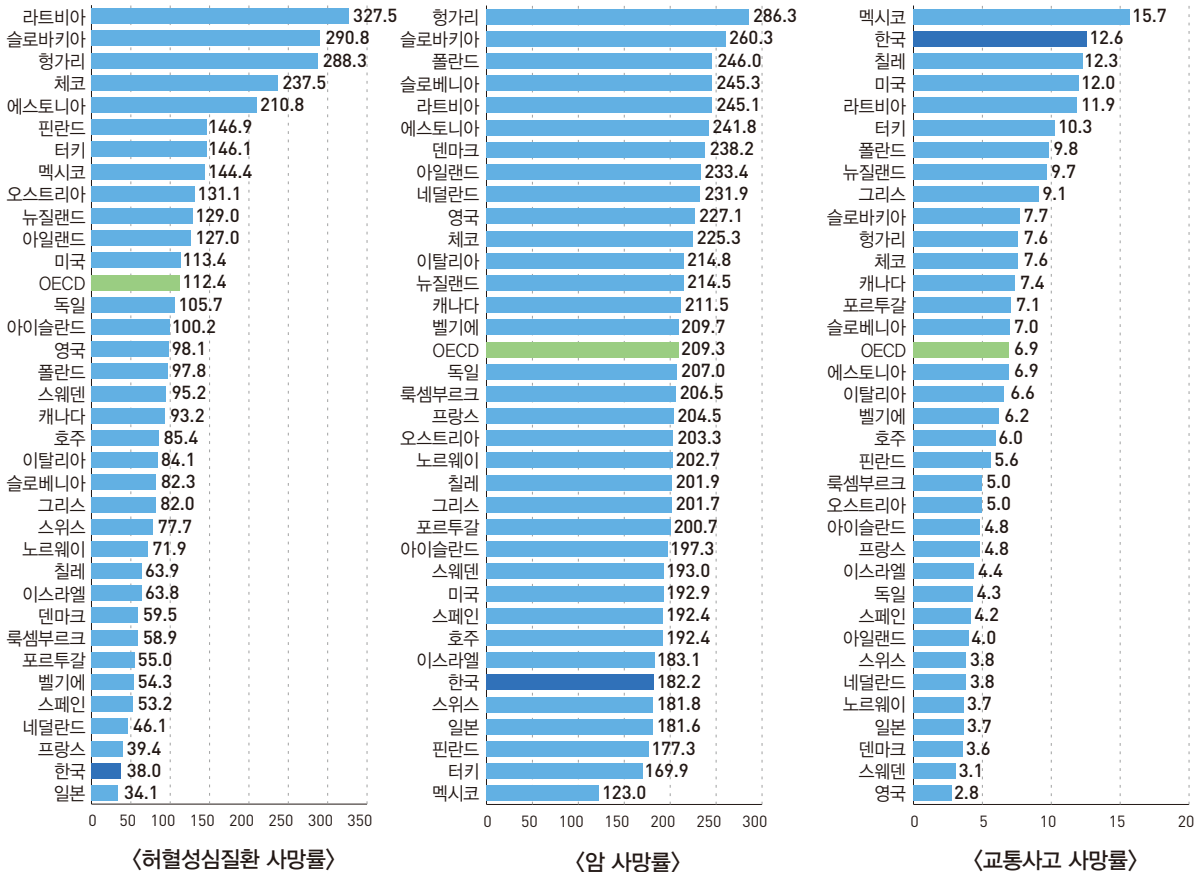 라트비아 327.5
슬로바키아 290.8
헝가리 288.3
체코 237.5
에스토니아 210.8
핀란드 146.9
터키 146.1
멕시코 144.4
오스트리아 131.1
뉴질랜드 129.0
아일랜드 127.0
미국 113.4
OECD 112.4
독일 105.7
아이슬란드 100.2
영국 98.1
폴란드 97.8
스웨덴 95.2
캐나다 93.2
호주 85.4
이탈리아 84.1
슬로베니아 82.3
그리스 82.0
스위스 77.7
노르웨이 71.9
칠레 63.9
이스라엘 63.8
덴마크 59.5
룩셈부르크 58.9
포르투갈 55.0
벨기에 54.3
스페인 53.2
네덜란드 46.1
프랑스 39.4
한국 38.0
일본 34.1
0 50 100 150 200 250 300 350
〈허혈성심질환 사망률〉
헝가리 286.3
슬로바키아 260.3
폴란드 246.0
슬로베니아 245.3
라트비아 245.1
에스토니아 241.8
덴마크 238.2
아일랜드 233.4
네덜란드 231.9
영국 227.1
체코 225.3
이탈리아 214.8
뉴질랜드 214.5
캐나다 211.5
벨기에 209.7
OECD 209.3
독일 207.0
룩셈부르크 206.5
프랑스 204.5
오스트리아 203.3
노르웨이 202.7
칠레 201.9
그리스 201.7
포르투갈 200.7
아이슬란드 197.3
스웨덴 193.0
미국 192.9
스페인 192.4
호주 192.4
이스라엘 183.1
한국 182.2
스위스 181.8
일본 181.6
핀란드 177.3
터키 169.9
멕시코 123.0
0 50 100 150 200 250 300
〈암 사망률〉
멕시코 15.7
한국 12.6
칠레 12.3
미국 12.0
라트비아 11.9
터키 10.3
폴란드 9.8
뉴질랜드 9.7
그리스 9.1
슬로바키아 7.7
헝가리 7.6
체코 7.6
캐나다 7.4
포르투갈 7.1
슬로베니아 7.0
OECD 6.9
에스토니아 6.9
이탈리아 6.6
벨기에 6.2
호주 6.0
핀란드 5.6
룩셈부르크 5.0
오스트리아 5.0
아이슬란드 4.8
프랑스 4.8
이스라엘 4.4
독일 4.3
스페인 4.2
아일랜드 4.0
스위스 3.8
네덜란드 3.8
노르웨이 3.7
일본 3.7
덴마크 3.6
스웨덴 3.1
영국 2.8
0 5 10 15 20
〈교통사고 사망률〉